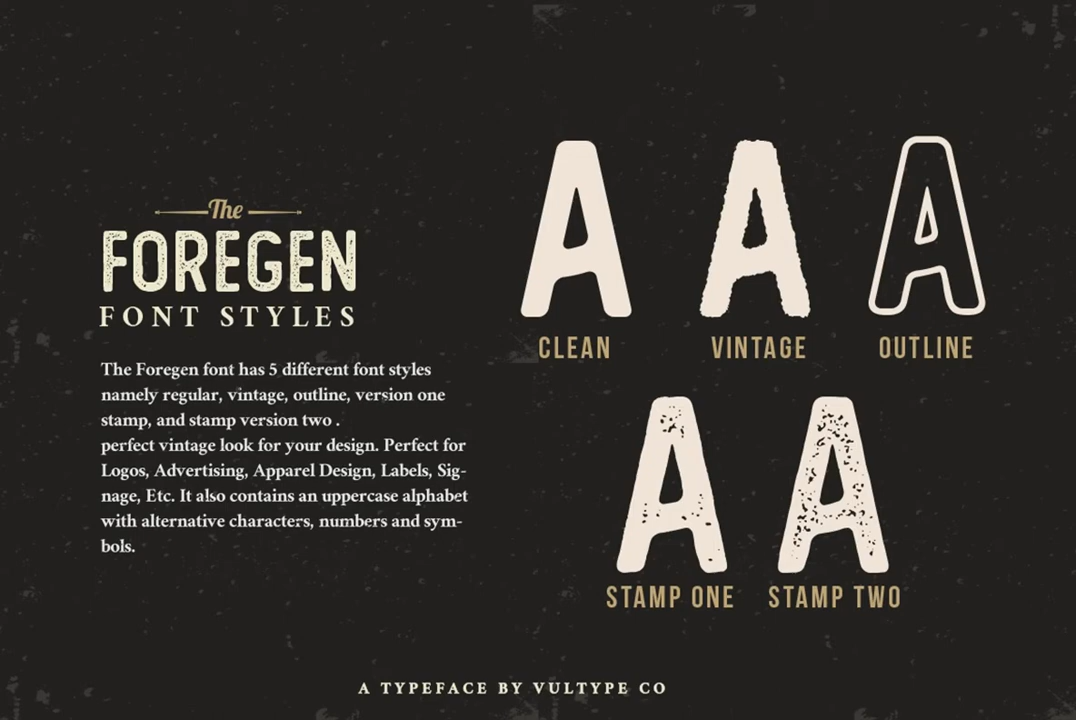 The
FOREGEN
FONT STYLES
The Foregen font has 5 different font styles
namely regular, vintage, outline, version one
stamp, and stamp version two .
perfect vintage look for your design. Perfect for
Logos, Advertising, Apparel Design, Labels, Sig-
nage, Etc. It also contains an uppercase alphabet
with alternative characters, numbers and sym-
bols.
A A A
CLEAN VINTAGE OUTLINE
A A
STAMP ONE STAMP TWO
A TYPEFACE BY VULTYPE CO